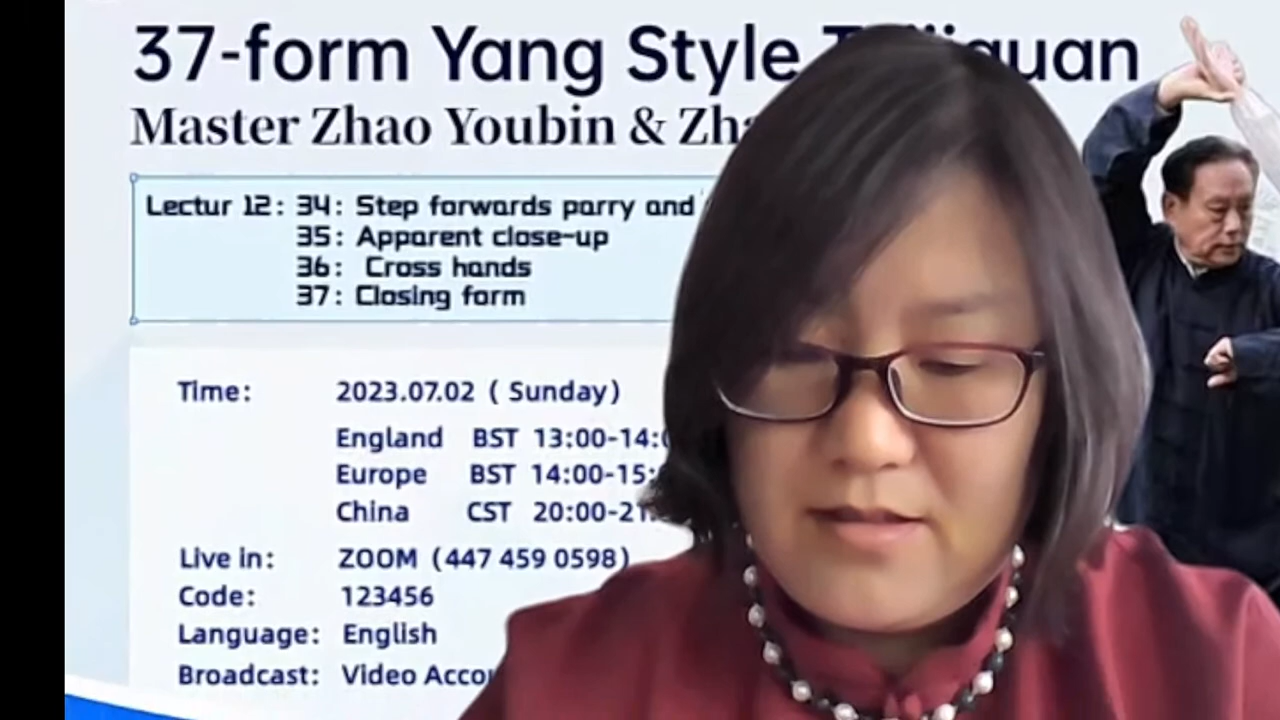 37-form Yang Style
Master Zhao Youbin &
Lectur 12: 34: Step forwards parry and
35: Apparent close-up
36: Cross hands
37: Closing form
Time: 2023.07.02 ( Sunday)
England BST 13:00-14:
Europe BST 14:00-15:
China CST 20:00-21:
Live in: ZOOM (447 459 0598)
Code: 123456
Language: English
Broadcast: Video